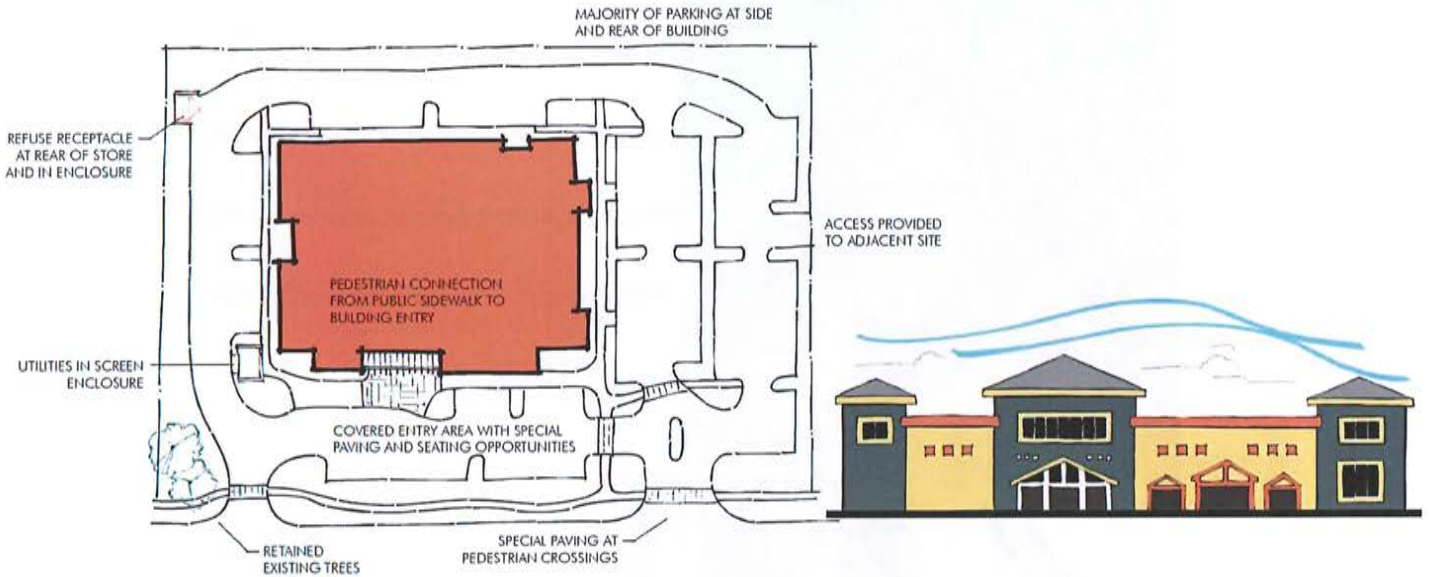 MAJORITY OF PARKING AT SIDE
AND REAR OF BUILDING
REFUSE RECEPTACLE
AT REAR OF STORE
AND IN ENCLOSURE
ACCESS PROVIDED
TO ADJACENT SITE
PEDESTRIAN CONNECTION
FROM PUBLIC SIDEWALK TO
BUILDING ENTRY
UTILITIES IN SCREEN
ENCLOSURE
COVERED ENTRY AREA WITH SPECIAL
PAVING AND SEATING OPPORTUNITIES
RETAINED
EXISTING TREES
SPECIAL PAVING AT
PEDESTRIAN CROSSINGS